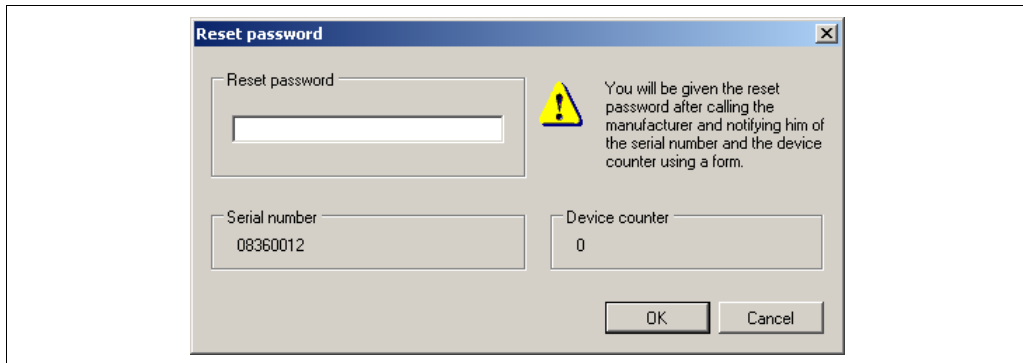 Reset password
Reset password
You will be given the reset
password after calling the
manufacturer and notifying him of
the serial number and the device
counter using a form.
Serial number
08360012
Device counter
0
OK
Cancel